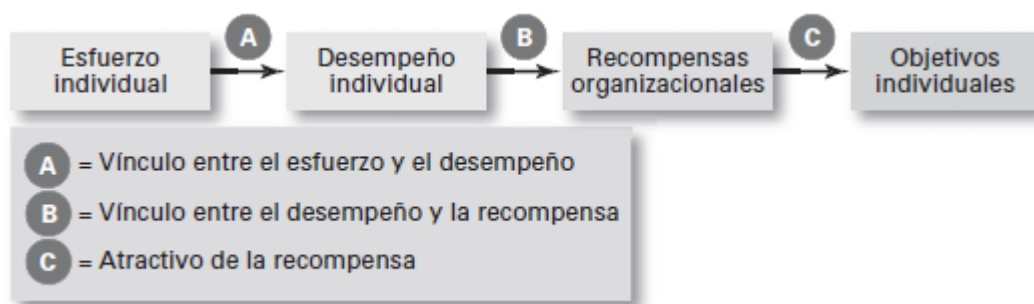 A
B
C
Esfuerzo
individual
Desempeño
individual
Recompensas
organizacionales
Objetivos
individuales
A = Vínculo entre el esfuerzo y el desempeño
B = Vínculo entre el desempeño y la recompensa
C = Atractivo de la recompensa